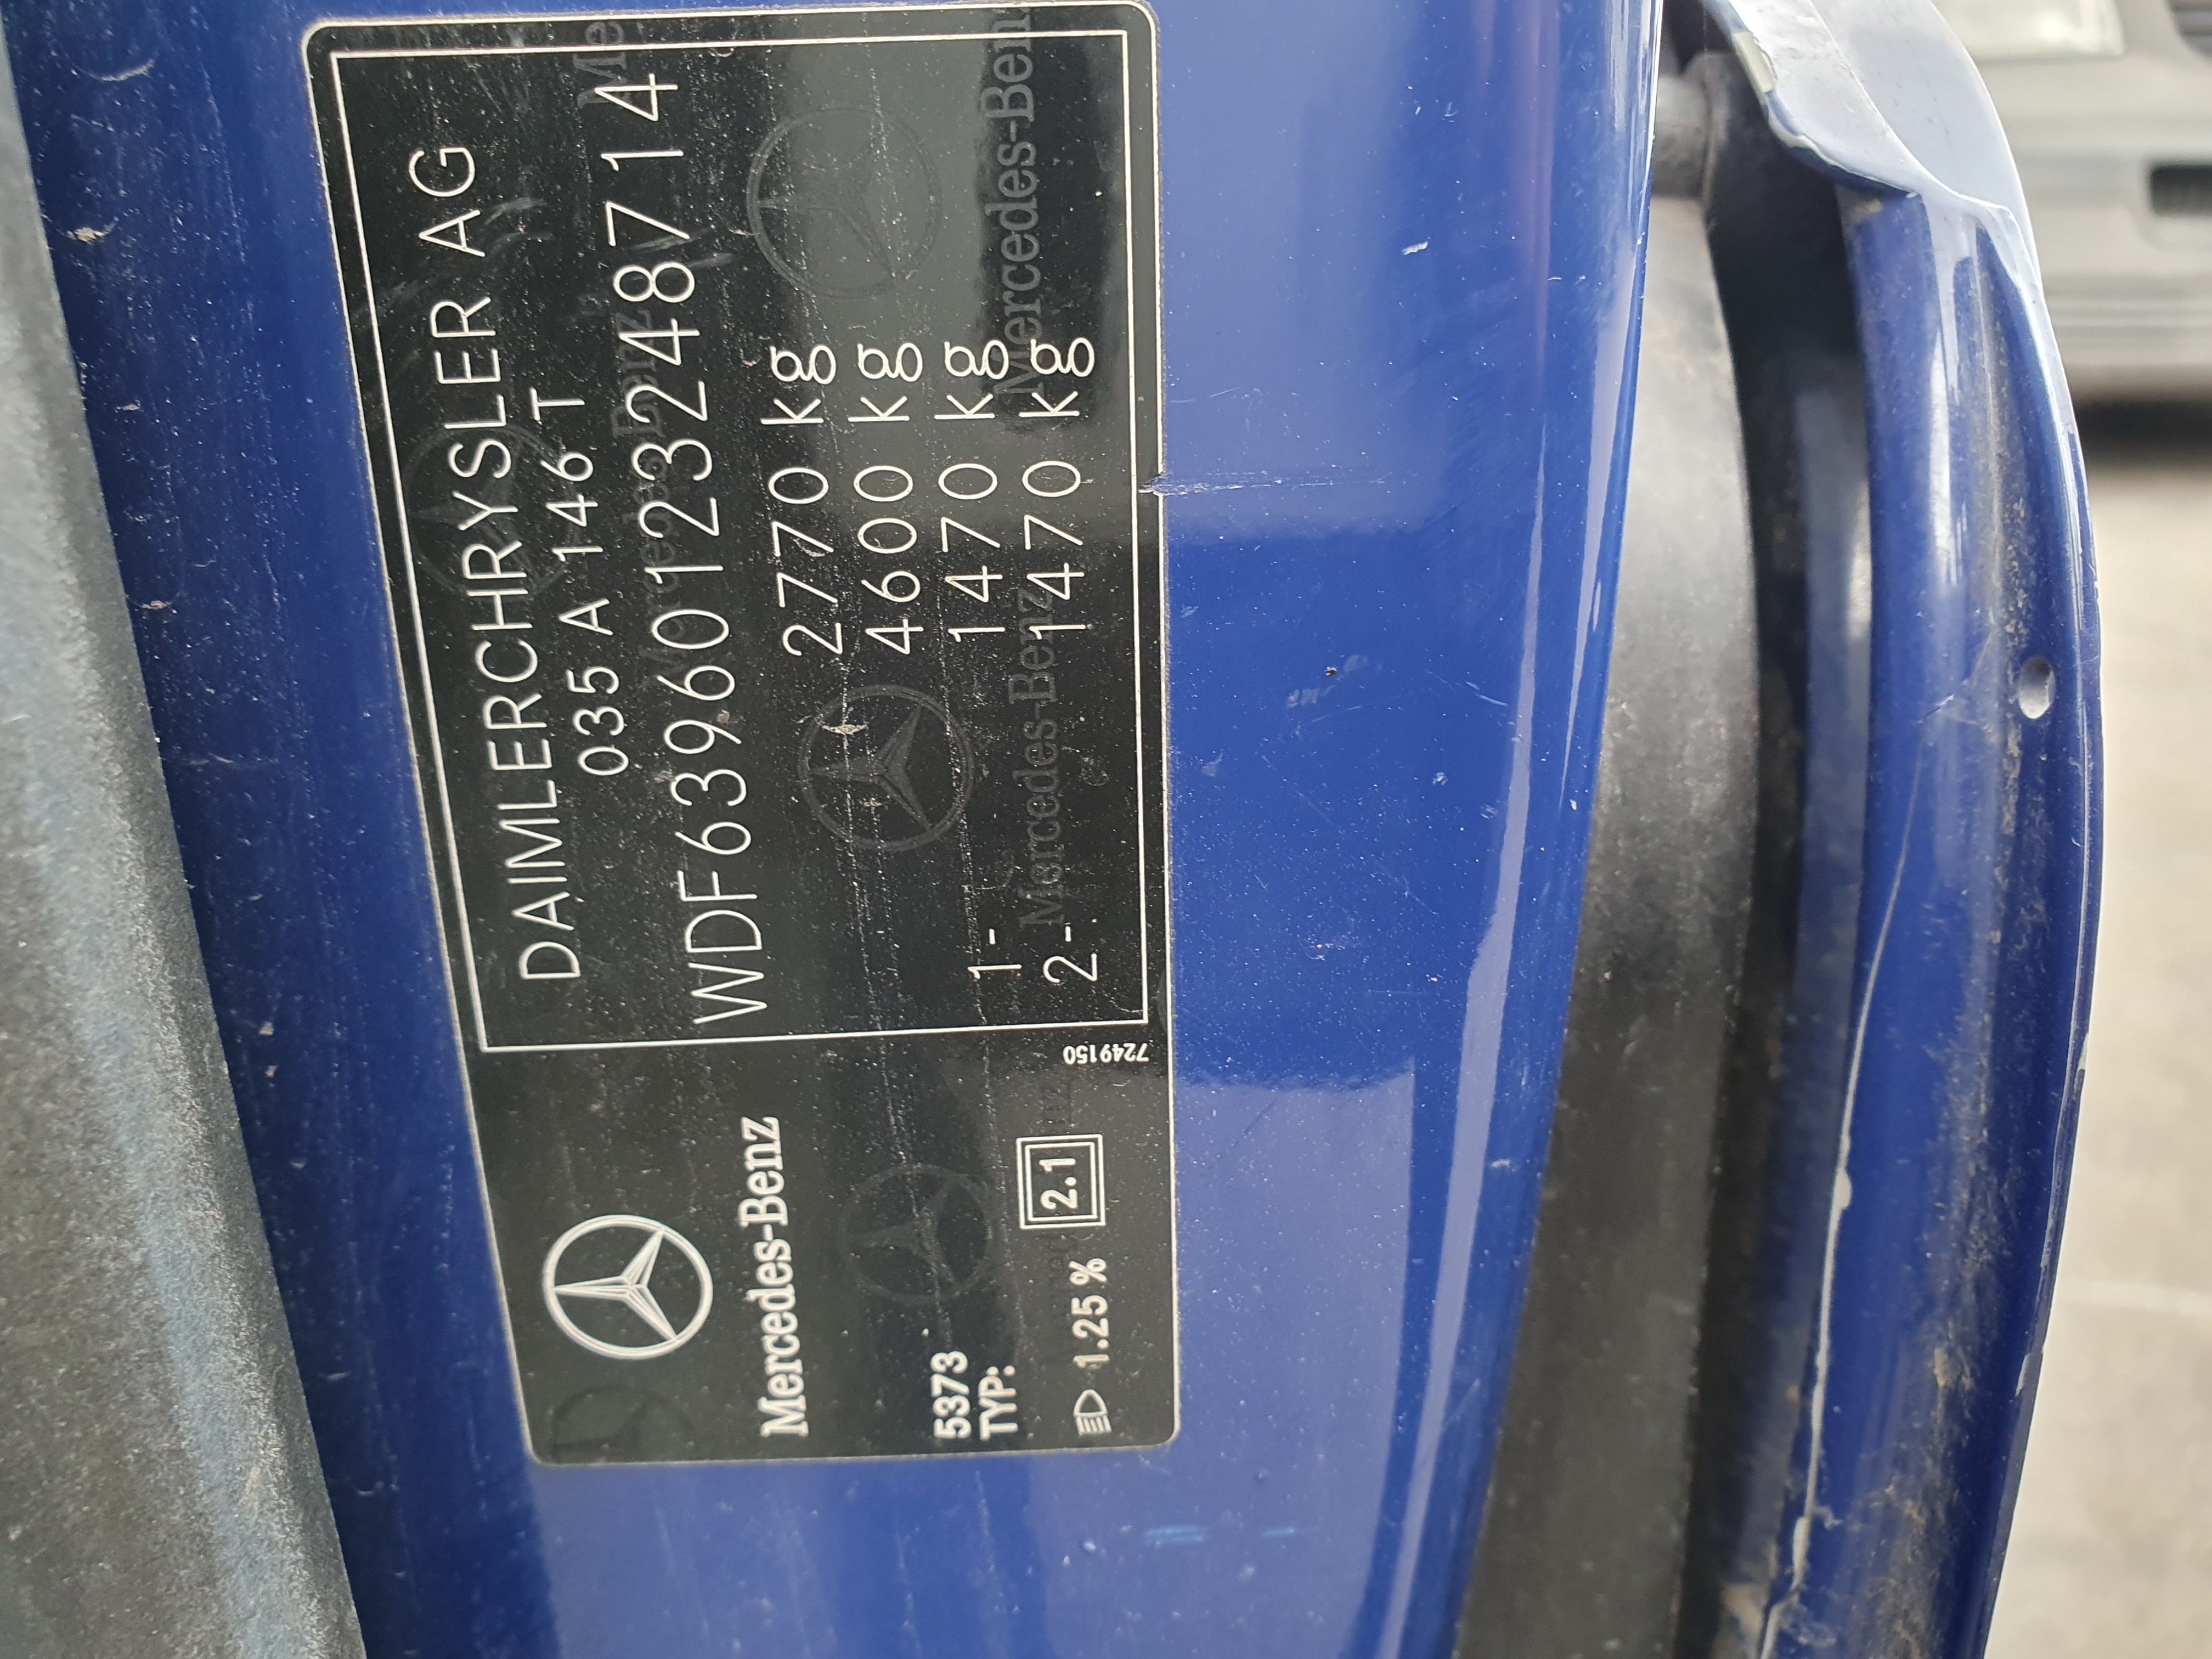 DAIMLERCHRYSLER AG
035 A 146 T
WDF63960123248714
2770 kg
4600 kg
1- 1470 kg
2- 1470 kg
7249150
Mercedes-Benz
5373
TYP:
1.25 % 2.1